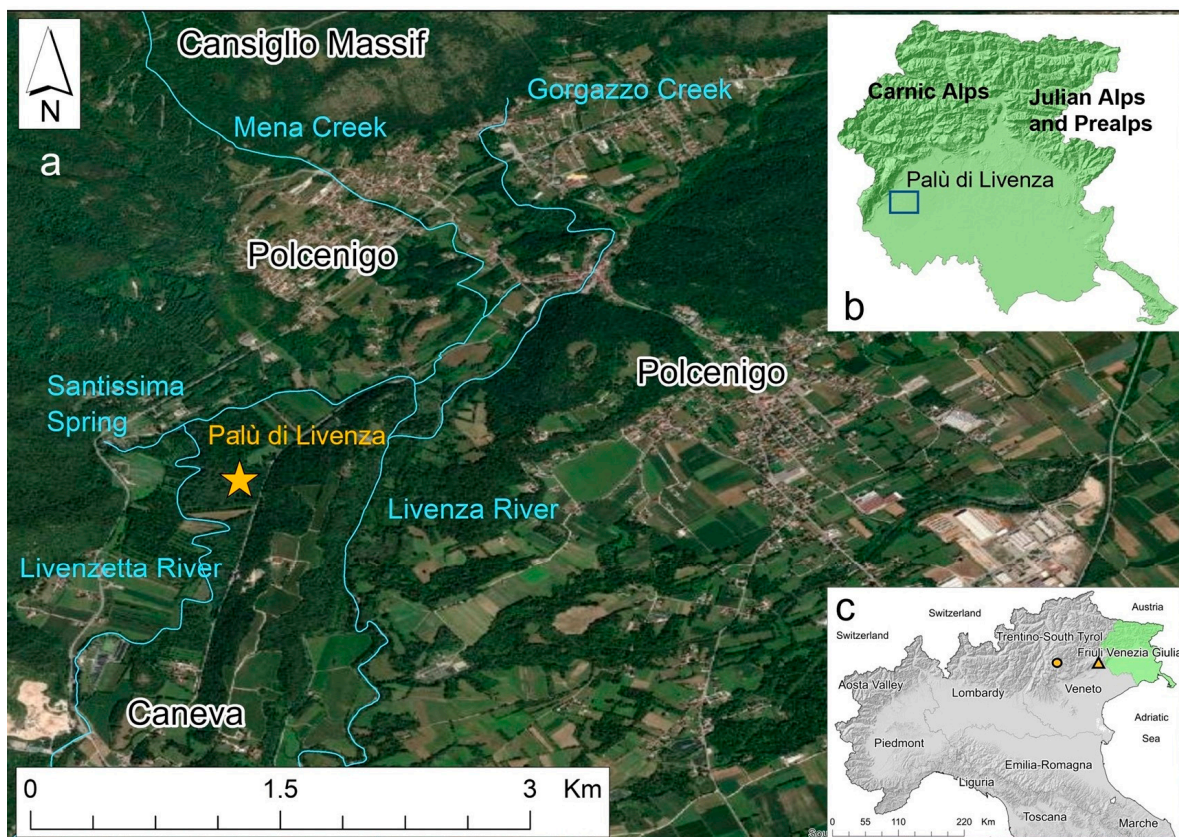 Cansiglio Massif
Gorgazzo Creek
Mena Creek
N
a
Polcenigo
Polcenigo
Santissima
Spring
Palù di Livenza
Livenza River
Livenzetta River
Caneva
0 1.5 3 Km
Carnic Alps
Julian Alps
and Prealps
Palù di Livenza
b
c
Switzerland
Austria
Switzerland
Trentino-South Tyrol
Friuli Venezia Giulia
Aosta Valley
Lombardy
Veneto
Adriatic
Sea
Piedmont
Emilia-Romagna
Liguria
Toscana
Marche
0 55 110 220 Km